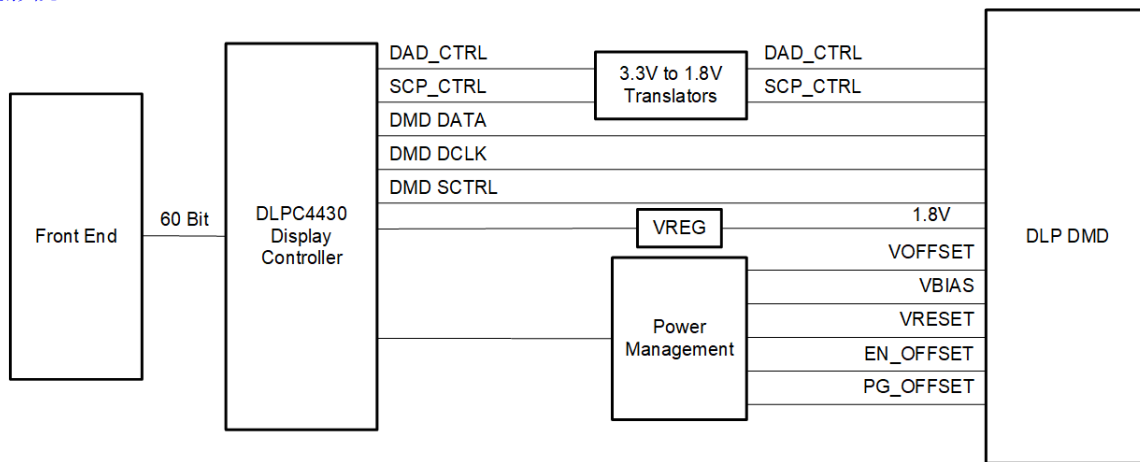 Front End
60 Bit
DLPC4430
Display
Controller
DAD_CTRL
SCP_CTRL
DMD DATA
DMD DCLK
DMD SCTRL
3.3V to 1.8V
Translators
DAD_CTRL
SCP_CTRL
VREG
1.8V
Power
Management
VOFFSET
VBIAS
VRESET
EN_OFFSET
PG_OFFSET
DLP DMD